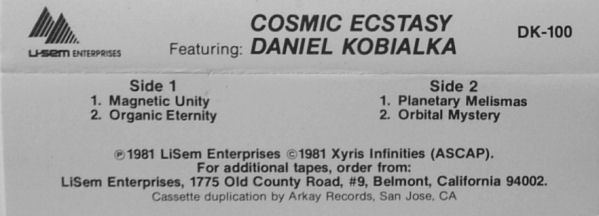 COSMIC ECSTASY
Featuring: DANIEL KOBIALKA
DK-100
Li-sem ENTERPRISES
Side 1
1. Magnetic Unity
2. Organic Eternity
Side 2
1. Planetary Melismas
2. Orbital Mystery
℗1981 LiSem Enterprises ©1981 Xyris Infinities (ASCAP).
For additional tapes, order from:
LiSem Enterprises, 1775 Old County Road, #9, Belmont, California 94002.
Cassette duplication by Arkay Records, San Jose, CA